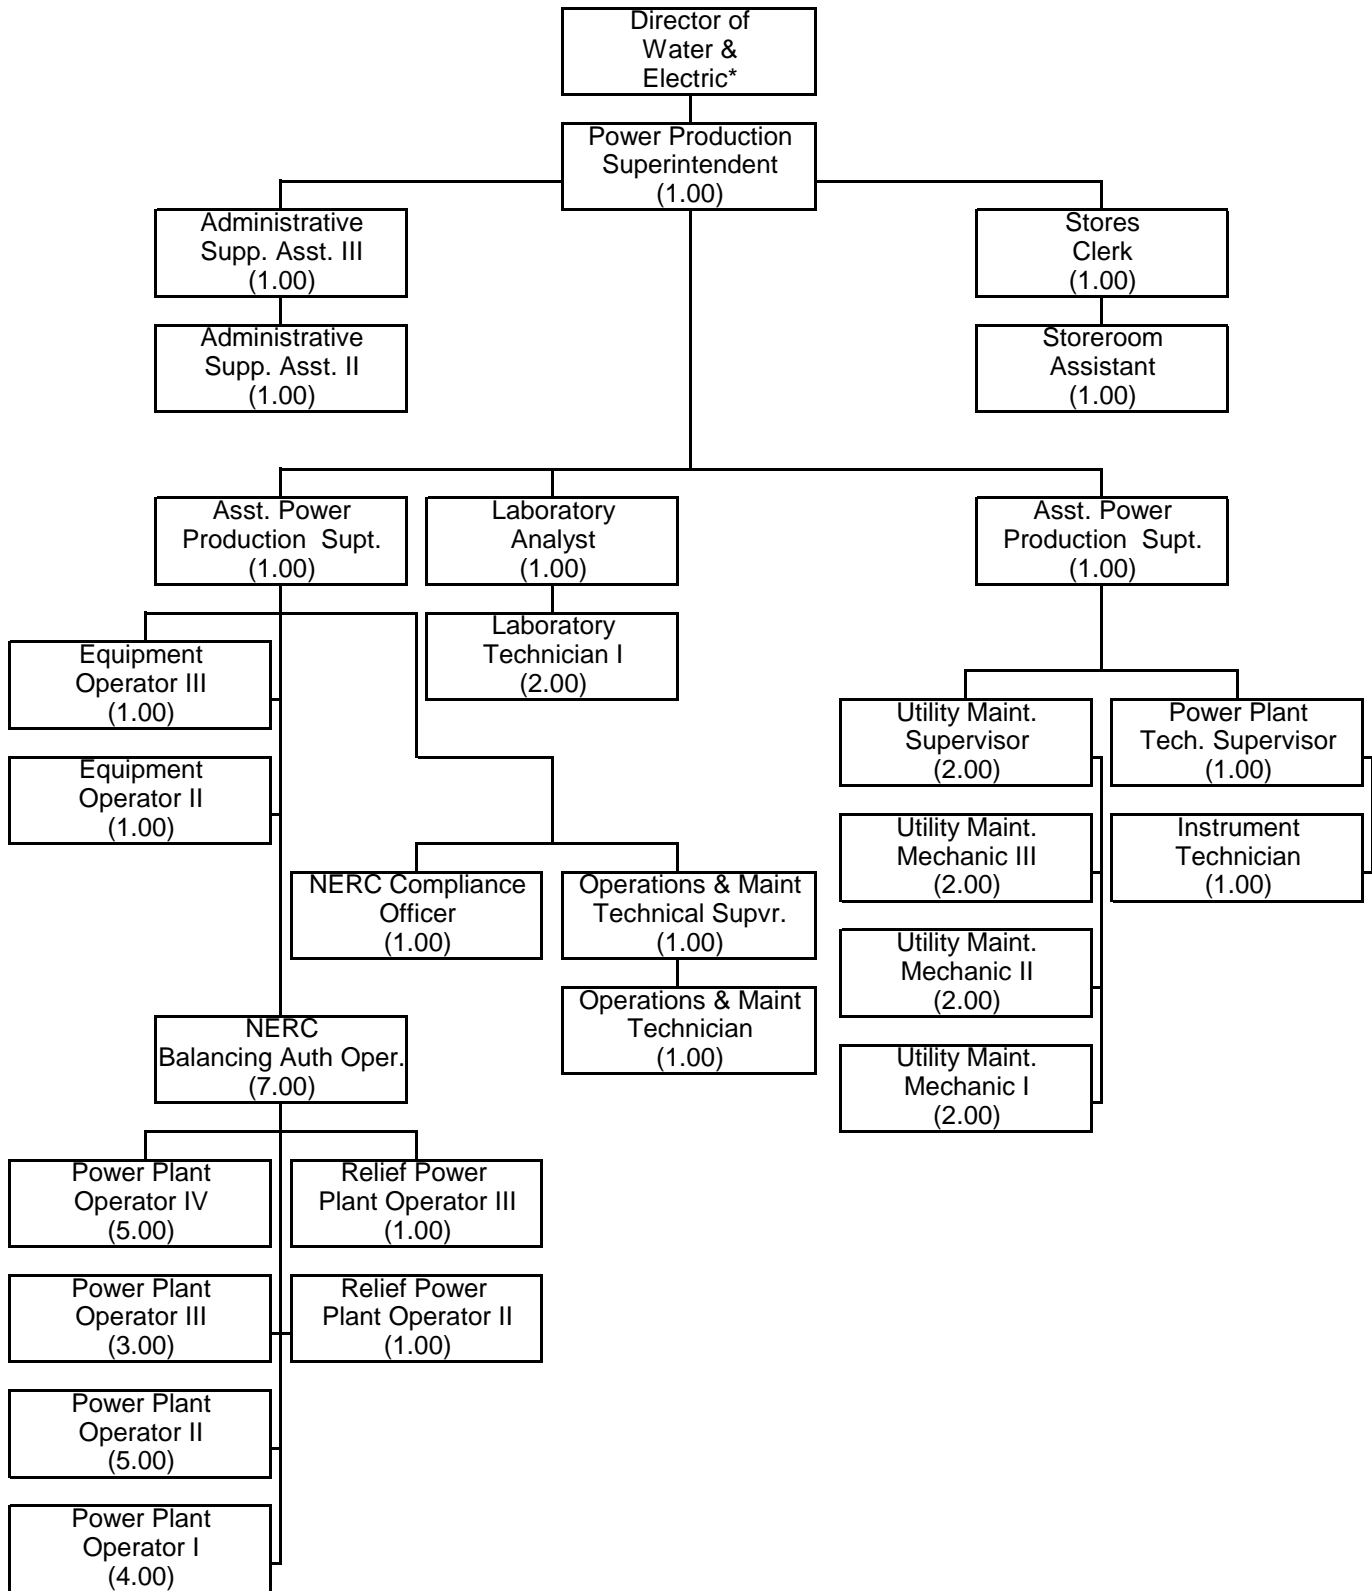 Director of
Water &
Electric*
Power Production
Superintendent
(1.00)
Administrative
Supp. Asst. III
(1.00)
Stores
Clerk
(1.00)
Administrative
Supp. Asst. II
(1.00)
Storeroom
Assistant
(1.00)
Asst. Power
Production Supt.
(1.00)
Laboratory
Analyst
(1.00)
Asst. Power
Production Supt.
(1.00)
Laboratory
Technician I
(2.00)
Equipment
Operator III
(1.00)
Equipment
Operator II
(1.00)
Utility Maint.
Supervisor
(2.00)
Power Plant
Tech. Supervisor
(1.00)
Utility Maint.
Mechanic III
(2.00)
Instrument
Technician
(1.00)
NERC Compliance
Officer
(1.00)
Operations & Maint
Technical Supvr.
(1.00)
Utility Maint.
Mechanic II
(2.00)
Operations & Maint
Technician
(1.00)
NERC
Balancing Auth Oper.
(7.00)
Utility Maint.
Mechanic I
(2.00)
Power Plant
Operator IV
(5.00)
Relief Power
Plant Operator III
(1.00)
Power Plant
Operator III
(3.00)
Relief Power
Plant Operator II
(1.00)
Power Plant
Operator II
(5.00)
Power Plant
Operator I
(4.00)